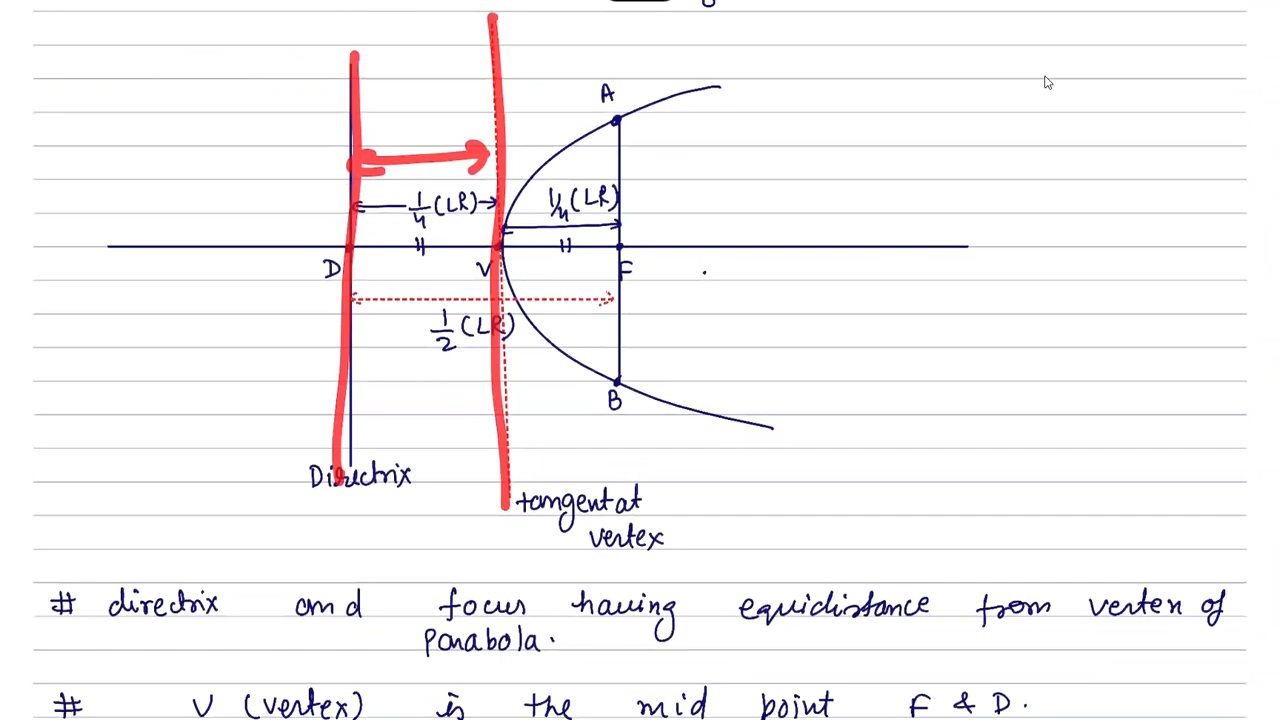 A
1/4 (LR)
1/4 (LR)
D
V
F
1/2 (LR)
B
Directrix
tangent at
vertex
# directrix and focus having equidistance from vertex of
parabola.
# V (vertex) is the mid point F & D.